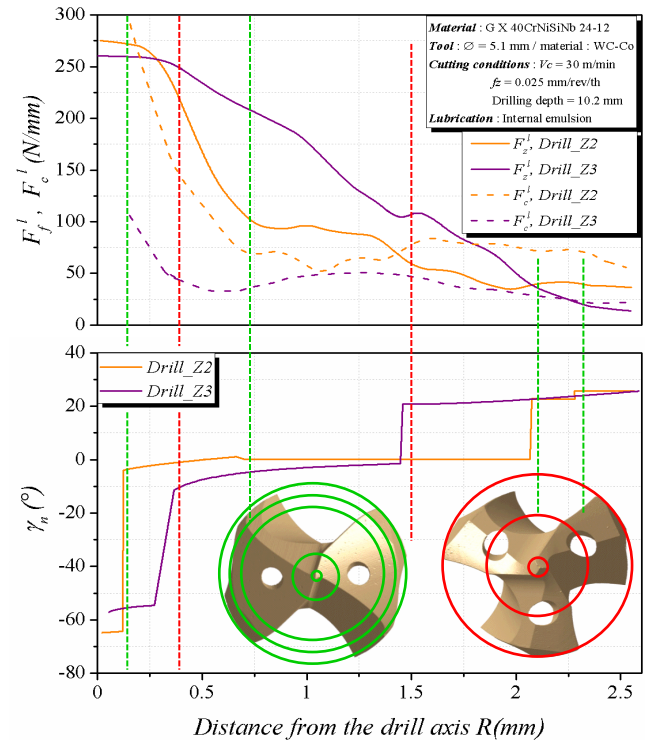 Material : G X 40CrNiSiNb 24-12
Tool : ∅ = 5.1 mm / material : WC-Co
Cutting conditions : Vc = 30 m/min
fz = 0.025 mm/rev/th
Drilling depth = 10.2 mm
Lubrication : Internal emulsion
F_z^l, Drill_Z2
F_z^l, Drill_Z3
F_c^l, Drill_Z2
F_c^l, Drill_Z3
300
250
200
150
100
50
0
F_f^l , F_c^l (N/mm)
Drill_Z2
Drill_Z3
40
20
0
-20
-40
-60
-80
γ_n (°)
0 0.5 1 1.5 2 2.5
Distance from the drill axis R(mm)